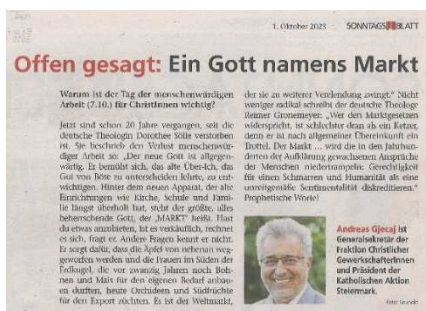 1. Oktober 2023 SONNTAGSBLATT
Offen gesagt: Ein Gott namens Markt
Warum ist der Tag der menschenwürdigen
Arbeit (7.10.) für ChristInnen wichtig?
Jetzt sind schon 20 Jahre vergangen, seit die
deutsche Theologin Dorothee Sölle verstorben
ist. Sie beschrieb den Verlust menschenwür-
diger Arbeit so: „Der neue Gott ist allgegen-
wärtig. Er bemüht sich, das alte Über-Ich, das
Gut von Böse zu unterscheiden lehrte, zu ent-
wichtigen. Hinter dem neuen Apparat, der alte
Einrichtungen wie Kirche, Schule und Fami-
lie längst überholt hat, steht der größte, alles
beherrschende Gott, der „MARKT" heißt. Hast
du etwas anzubieten, ist es verkäuflich, rechnet
es sich, fragt er. Andere Fragen kennt er nicht.
Er sorgt dafür, dass die Äpfel von nebenan weg-
geworfen werden und die Frauen im Süden der
Erdkugel, die vor zwanzig Jahren noch Boh-
nen und Mais für den eigenen Bedarf anbau-
en durften, heute Orchideen und Südfrüchte
für den Export züchten. Es ist der Weltmarkt,
der sie zu weiterer Verelendung zwingt." Nicht
weniger radikal schreibt der deutsche Theologe
Reimer Gronemeyer: „Wer den Marktgesetzen
widerspricht, ist schlechter dran als ein Ketzer,
denn er ist nach allgemeiner Übereinkunft ein
Trottel. Der Markt ... wird die in den Jahrhun-
derten der Aufklärung gewachsenen Ansprüche
der Menschen niedertrampeln: Gerechtigkeit
für einen Schurren und Humanität als eine
unzeitgemäße Sentimentalität diskreditieren."
Prophetische Worte!
Andreas Gjecaj ist
Generalsekretär der
Fraktion Christlicher
GewerkschafterInnen
und Präsident der
Katholischen Aktion
Steiermark.